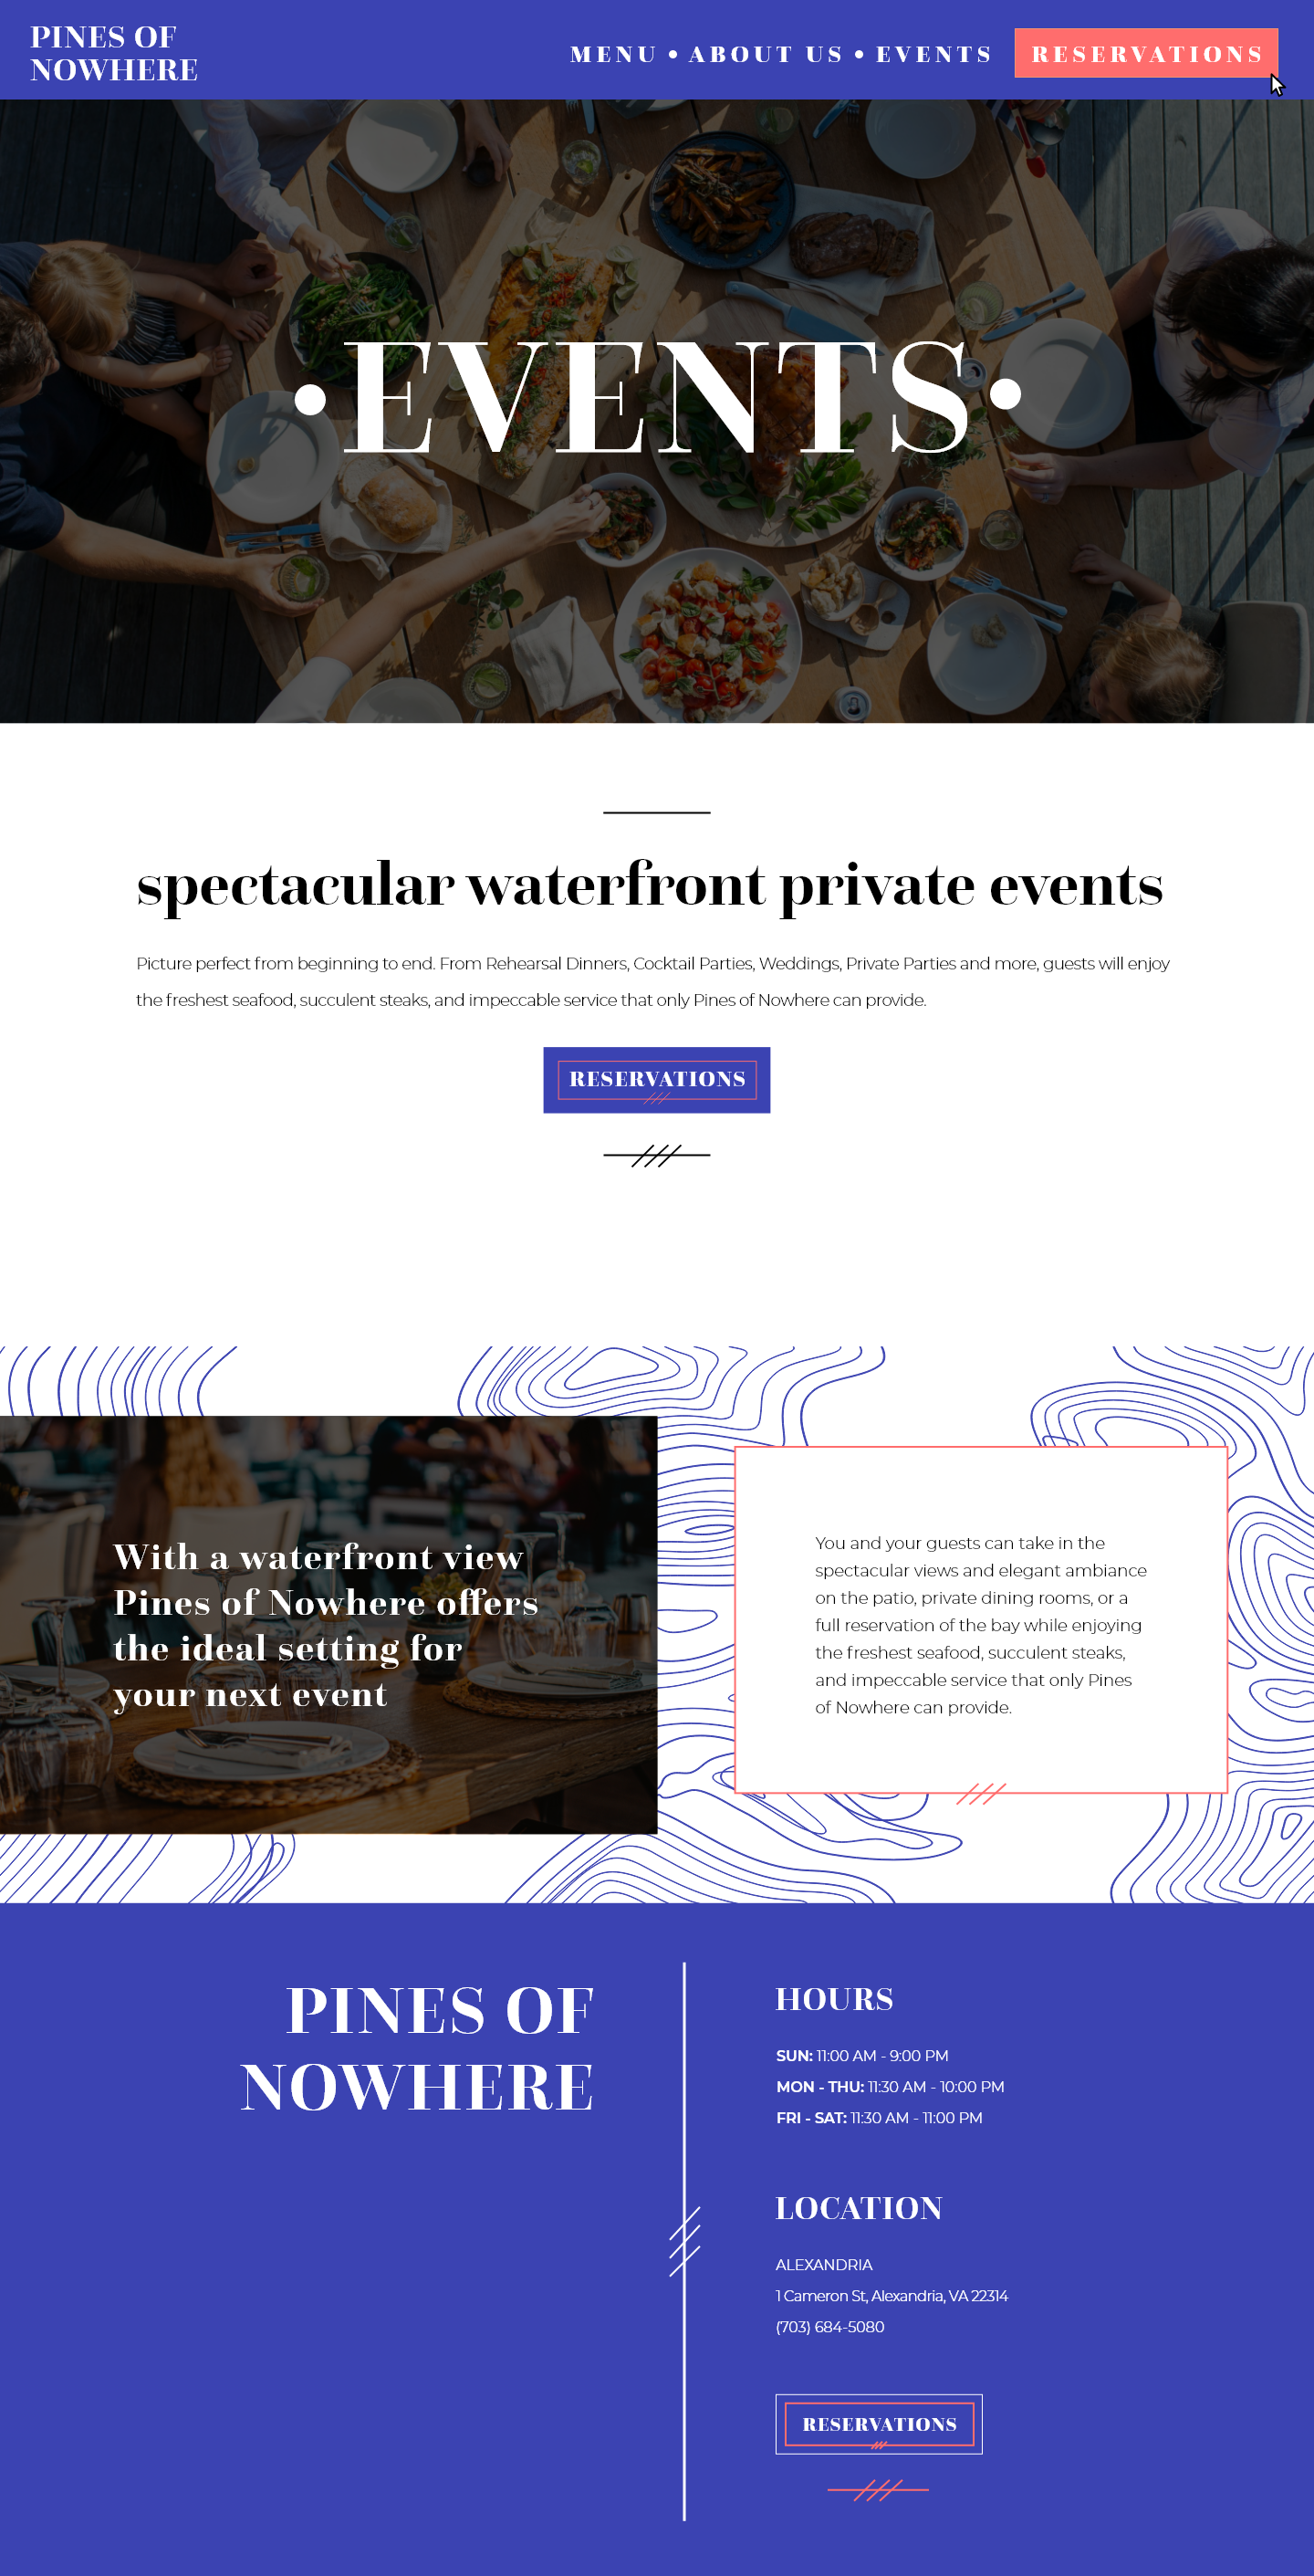 PINES OF
NOWHERE
MENU • ABOUT US • EVENTS
RESERVATIONS
•EVENTS•
spectacular waterfront private events
Picture perfect from beginning to end. From Rehearsal Dinners, Cocktail Parties, Weddings, Private Parties and more, guests will enjoy
the freshest seafood, succulent steaks, and impeccable service that only Pines of Nowhere can provide.
RESERVATIONS
With a waterfront view
Pines of Nowhere offers
the ideal setting for
your next event
You and your guests can take in the
spectacular views and elegant ambiance
on the patio, private dining rooms, or a
full reservation of the bay while enjoying
the freshest seafood, succulent steaks,
and impeccable service that only Pines
of Nowhere can provide.
PINES OF
NOWHERE
HOURS
SUN: 11:00 AM - 9:00 PM
MON - THU: 11:30 AM - 10:00 PM
FRI - SAT: 11:30 AM - 11:00 PM
LOCATION
ALEXANDRIA
1 Cameron St, Alexandria, VA 22314
(703) 684-5080
RESERVATIONS